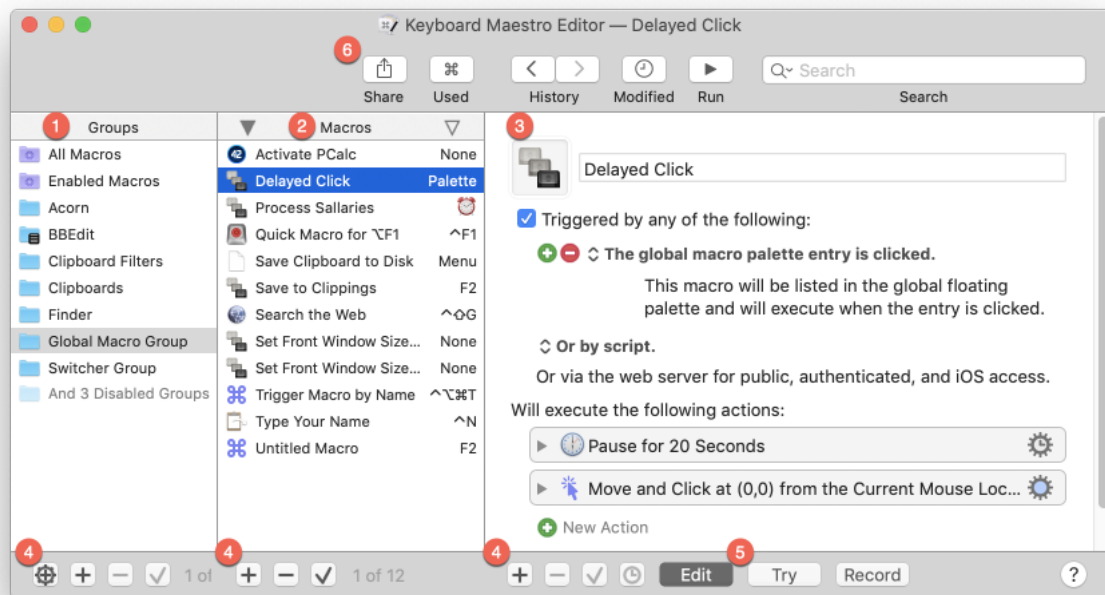 Keyboard Maestro Editor — Delayed Click
6
Share Used History Modified Run Search
Search
1 Groups
All Macros
Enabled Macros
Acorn
BBEdit
Clipboard Filters
Clipboards
Finder
Global Macro Group
Switcher Group
And 3 Disabled Groups
2 Macros
42 Activate PCalc None
Delayed Click Palette
Process Sallaries
Quick Macro for ⌥F1 ^F1
Save Clipboard to Disk Menu
Save to Clippings F2
Search the Web ^⇧G
Set Front Window Size... None
Set Front Window Size... None
Trigger Macro by Name ^⌥⌘T
Type Your Name ^N
Untitled Macro F2
3
Delayed Click
Triggered by any of the following:
The global macro palette entry is clicked.
This macro will be listed in the global floating
palette and will execute when the entry is clicked.
Or by script.
Or via the web server for public, authenticated, and iOS access.
Will execute the following actions:
Pause for 20 Seconds
Move and Click at (0,0) from the Current Mouse Loc...
New Action
4 4 4 5
1 of 1 of 12 Edit Try Record ?